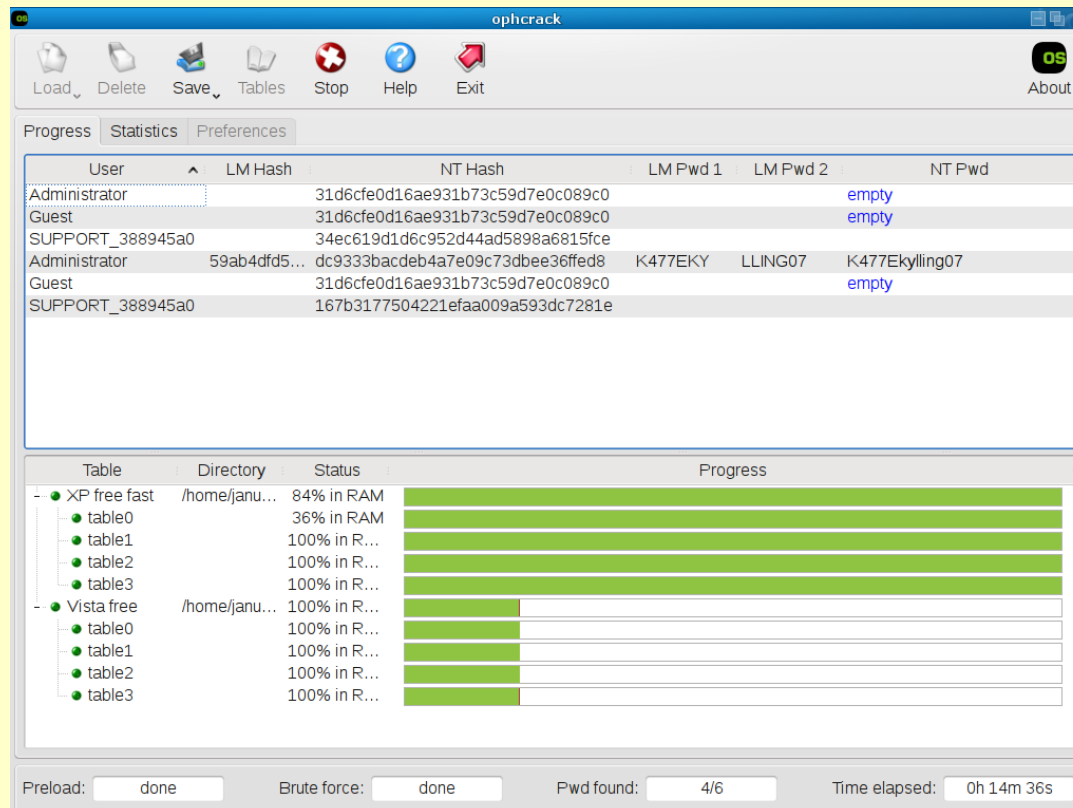 os ophcrack
Load Delete Save Tables Stop Help Exit os About
Progress Statistics Preferences
User LM Hash NT Hash LM Pwd 1 LM Pwd 2 NT Pwd
Administrator 31d6cfe0d16ae931b73c59d7e0c089c0 empty
Guest 31d6cfe0d16ae931b73c59d7e0c089c0 empty
SUPPORT_388945a0 34ec619d1d6c952d44ad5898a6815fce
Administrator 59ab4dfd5... dc9333bacdeb4a7e09c73dbee36ffed8 K477EKY LLING07 K477Ekylling07
Guest 31d6cfe0d16ae931b73c59d7e0c089c0 empty
SUPPORT_388945a0 167b3177504221efaa009a593dc7281e
Table Directory Status Progress
XP free fast /home/janu... 84% in RAM
table0 36% in RAM
table1 100% in R...
table2 100% in R...
table3 100% in R...
Vista free /home/janu... 100% in R...
table0 100% in R...
table1 100% in R...
table2 100% in R...
table3 100% in R...
Preload: done Brute force: done Pwd found: 4/6 Time elapsed: 0h 14m 36s